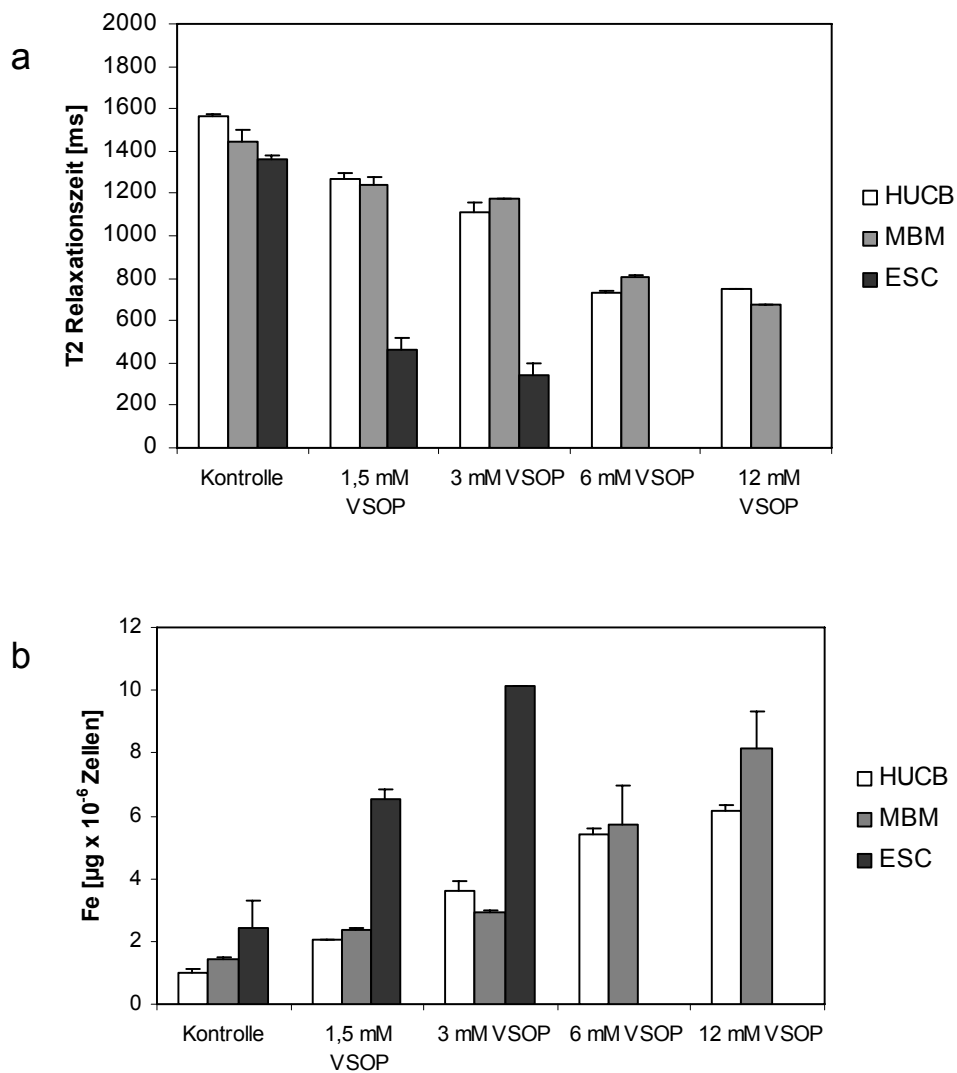 a
T2 Relaxationszeit [ms]
2000
1800
1600
1400
1200
1000
800
600
400
200
0
Kontrolle
1,5 mM
VSOP
3 mM VSOP
6 mM VSOP
12 mM
VSOP
HUCB
MBM
ESC
b
Fe [µg x 10⁻⁶ Zellen]
12
10
8
6
4
2
0
Kontrolle
1,5 mM
VSOP
3 mM VSOP
6 mM VSOP
12 mM VSOP
HUCB
MBM
ESC